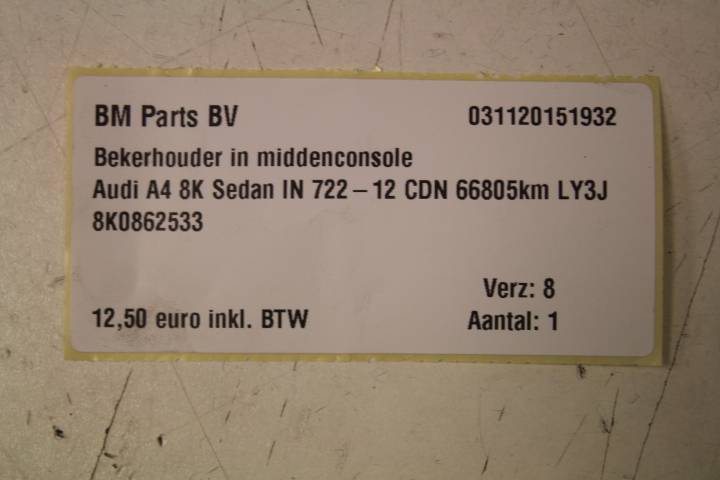 BM Parts BV 031120151932
Bekerhouder in middenconsole
Audi A4 8K Sedan IN 722 – 12 CDN 66805km LY3J
8K0862533
Verz: 8
12,50 euro inkl. BTW Aantal: 1